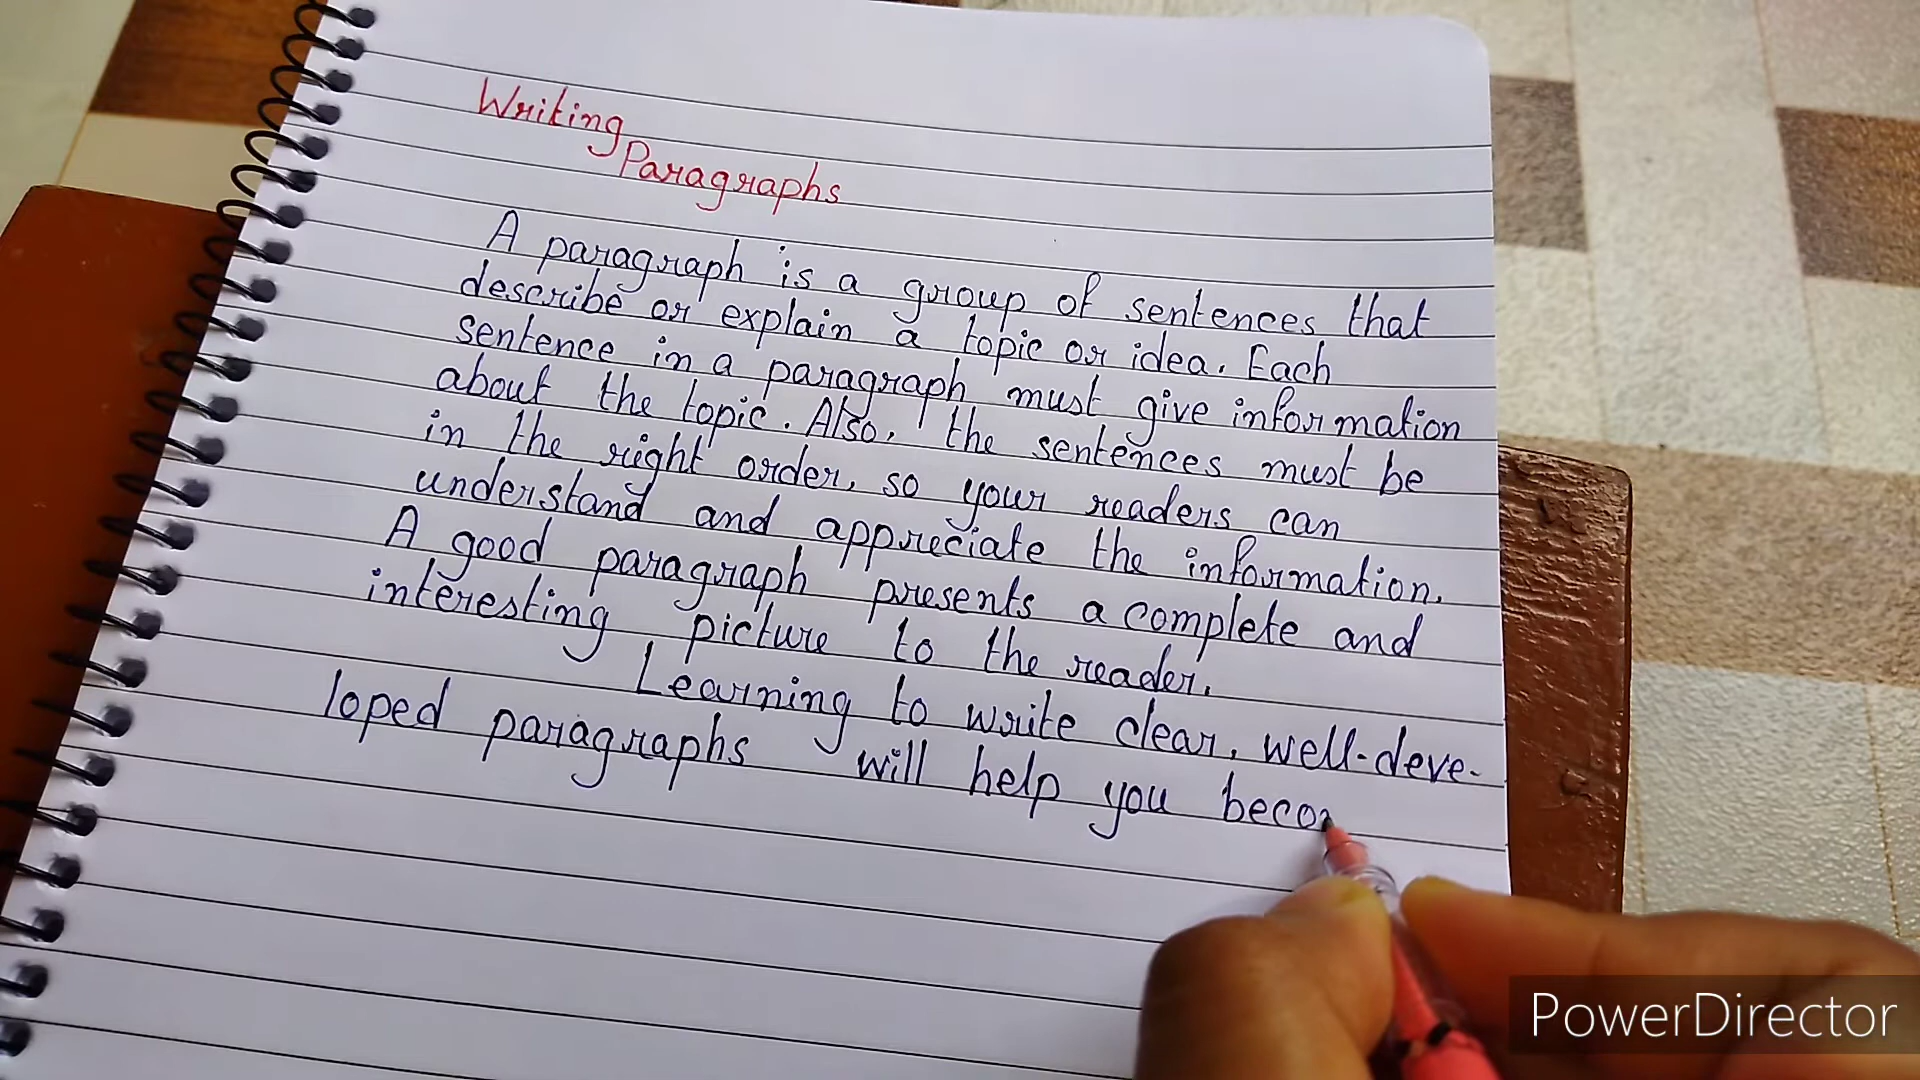 Writing
Paragraphs
A paragraph is a group of sentences that
describe or explain a topic or idea. Each
sentence in a paragraph must give information
about the topic. Also, the sentences must be
in the right order, so your readers can
understand and appreciate the information.
A good paragraph presents a complete and
interesting picture to the reader.
Learning to write clear, well-deve-
loped paragraphs will help you beco
PowerDirector